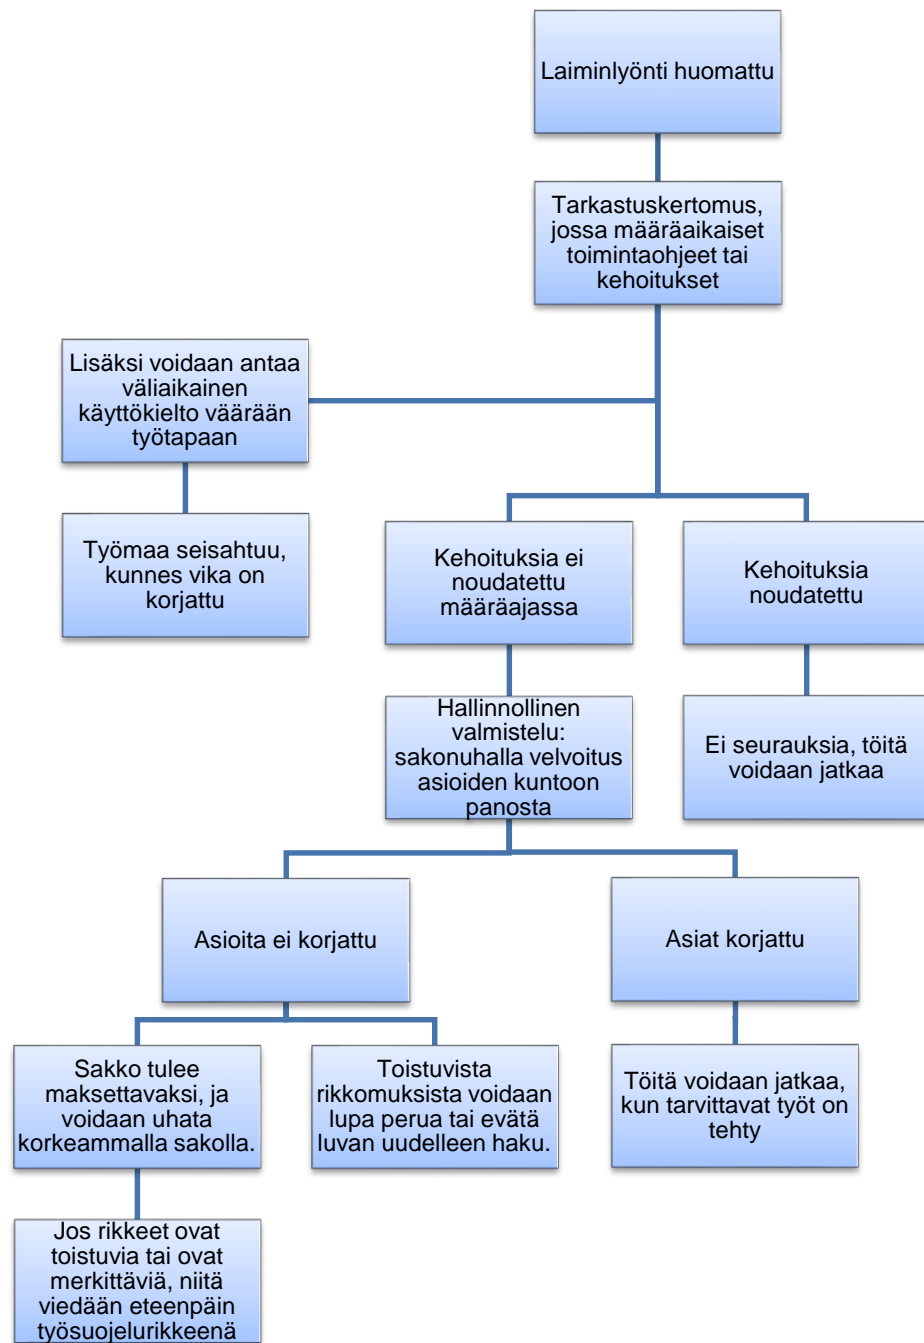 Laiminlyönti huomattu
Tarkastuskertomus,
jossa määräaikaiset
toimintaohjeet tai
kehoitukset
Lisäksi voidaan antaa
väliaikainen
käyttökielto väärään
työtapaan
Työmaa seisahtuu,
kunnes vika on
korjattu
Kehoituksia ei
noudatettu
määräajassa
Kehoituksia
noudatettu
Hallinnollinen
valmistelu:
sakonuhalla velvoitus
asioiden kuntoon
panosta
Ei seurauksia, töitä
voidaan jatkaa
Asioita ei korjattu
Asiat korjattu
Sakko tulee
maksettavaksi, ja
voidaan uhata
korkeammalla sakolla.
Toistuvista
rikkomuksista voidaan
lupa perua tai evätä
luvan uudelleen haku.
Töitä voidaan jatkaa,
kun tarvittavat työt on
tehty
Jos rikkeet ovat
toistuvia tai ovat
merkittäviä, niitä
viedään eteenpäin
työsuojelurikkeenä